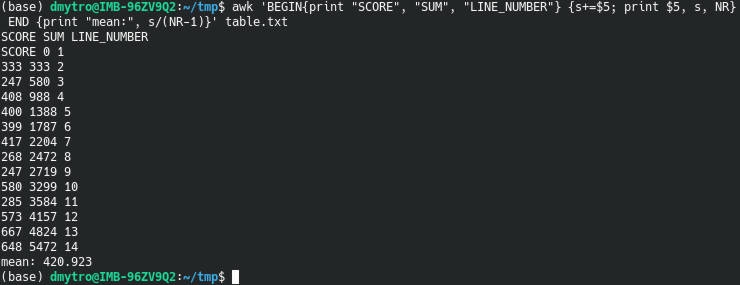 (base) dmytro@IMB-96ZV9Q2:~/tmp$ awk 'BEGIN{print "SCORE", "SUM", "LINE_NUMBER"} {s+=$5; print $5, s, NR}
 END {print "mean:", s/(NR-1)}' table.txt
SCORE SUM LINE_NUMBER
SCORE 0 1
333 333 2
247 580 3
408 988 4
400 1388 5
399 1787 6
417 2204 7
268 2472 8
247 2719 9
580 3299 10
285 3584 11
573 4157 12
667 4824 13
648 5472 14
mean: 420.923
(base) dmytro@IMB-96ZV9Q2:~/tmp$